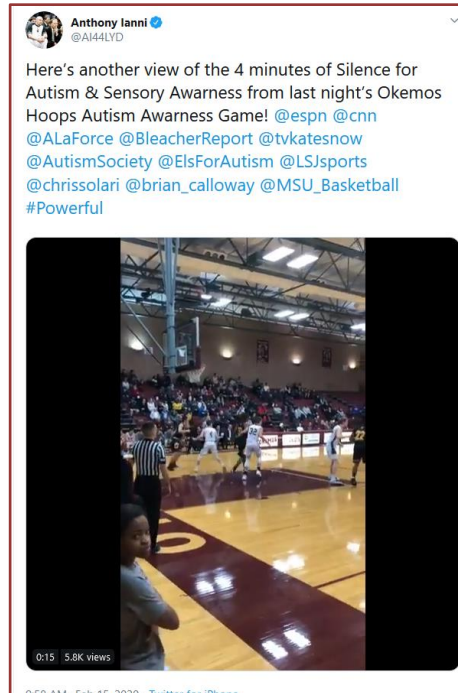 Anthony Ianni
@AI44LYD
Here's another view of the 4 minutes of Silence for
Autism & Sensory Awarness from last night's Okemos
Hoops Autism Awarness Game! @espn @cnn
@ALaForce @BleacherReport @tvkatesnow
@AutismSociety @ElsForAutism @LSJsports
@chrissolari @brian_calloway @MSU_Basketball
#Powerful
32
22
0:15 5.8K views